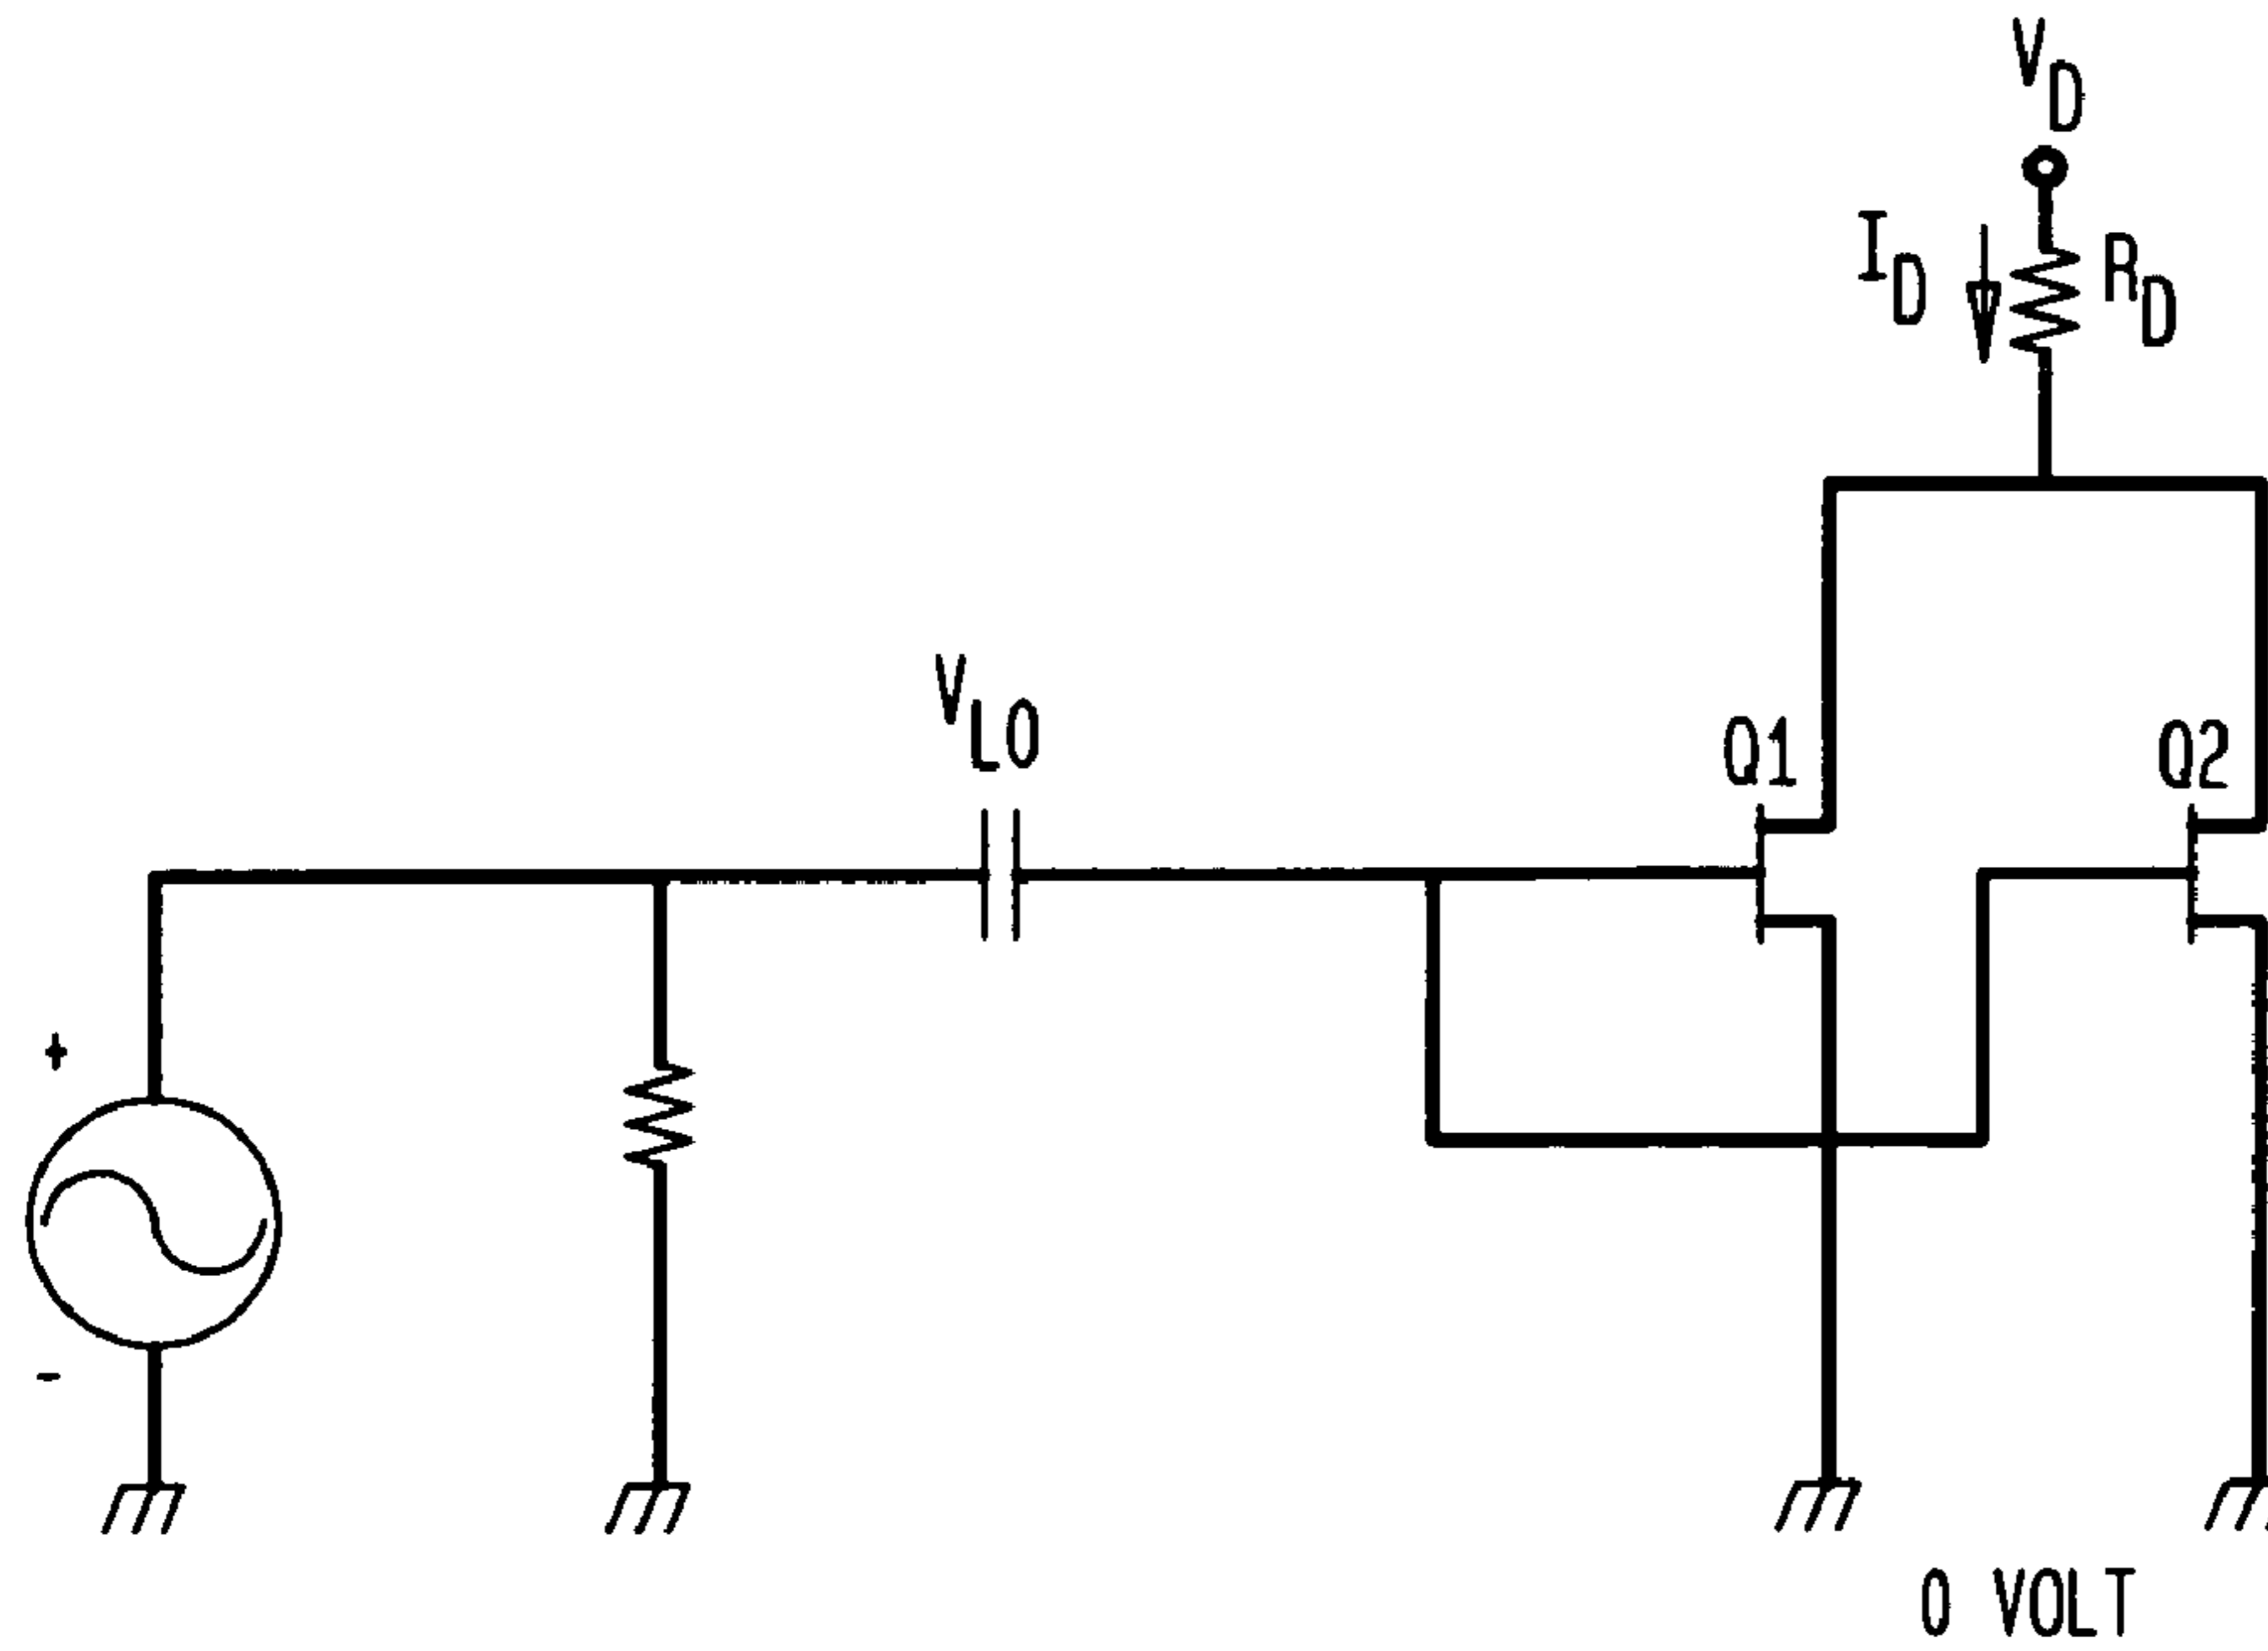 V_D
I_D
R_D
V_LO
Q1
Q2
+
-
0 VOLT